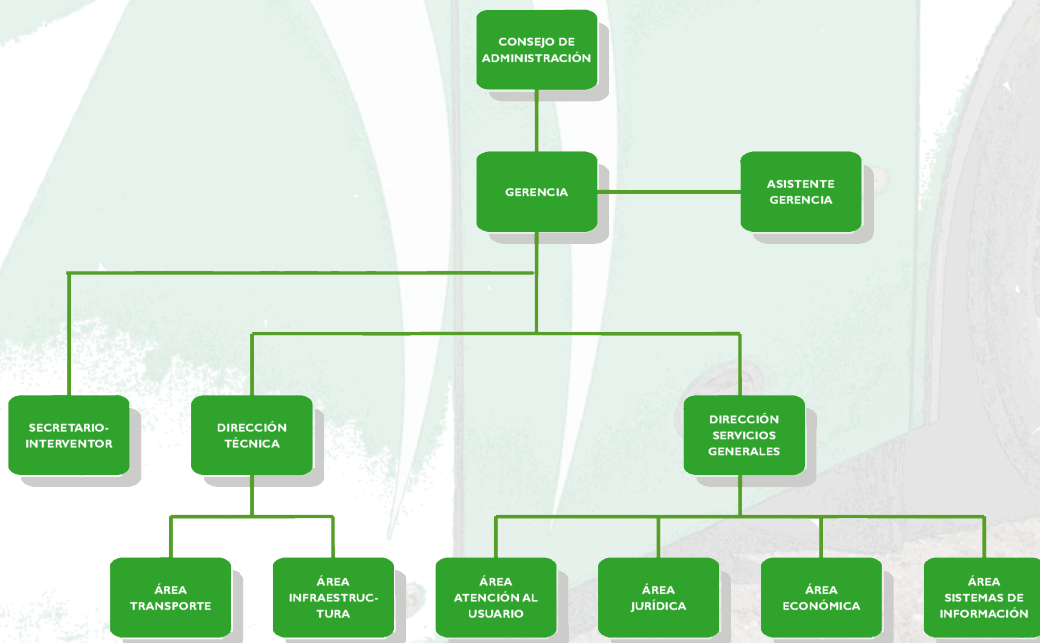 CONSEJO DE
ADMINISTRACIÓN
GERENCIA
ASISTENTE
GERENCIA
SECRETARIO-
INTERVENTOR
DIRECCIÓN
TÉCNICA
DIRECCIÓN
SERVICIOS
GENERALES
ÁREA
TRANSPORTE
ÁREA
INFRAESTRUC-
TURA
ÁREA
ATENCIÓN AL
USUARIO
ÁREA
JURÍDICA
ÁREA
ECONÓMICA
ÁREA
SISTEMAS DE
INFORMACIÓN